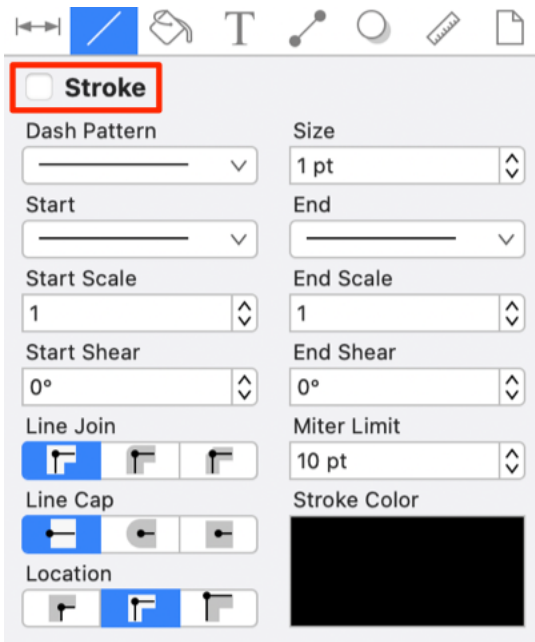 T
Stroke
Dash Pattern Size
1 pt
Start End
Start Scale End Scale
1 1
Start Shear End Shear
0° 0°
Line Join Miter Limit
10 pt
Line Cap Stroke Color
Location